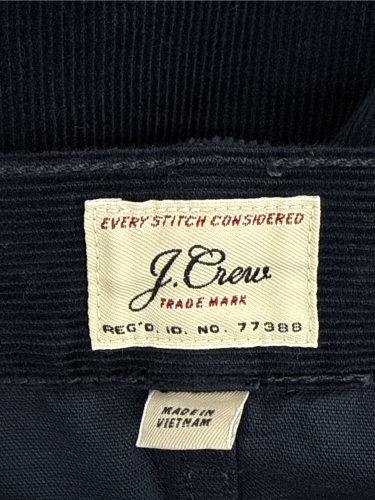 EVERY STITCH CONSIDERED
J.Crew
TRADE MARK
REG'D. ID. NO. 77388
MADE IN
VIETNAM